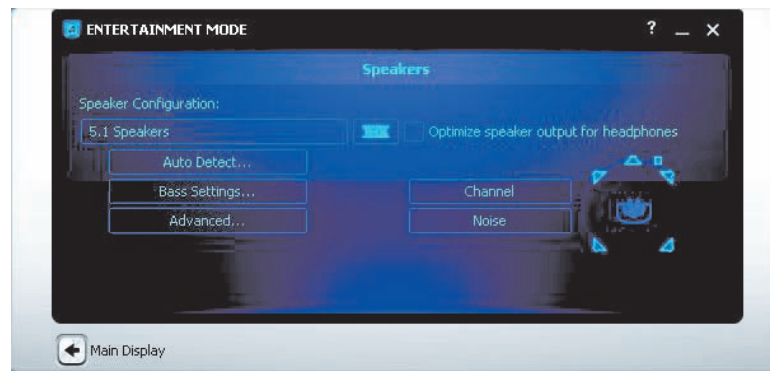 ENTERTAINMENT MODE ? _ X
Speakers
Speaker Configuration:
5.1 Speakers
Optimize speaker output for headphones
Auto Detect...
Bass Settings...
Channel
Advanced...
Noise
Main Display